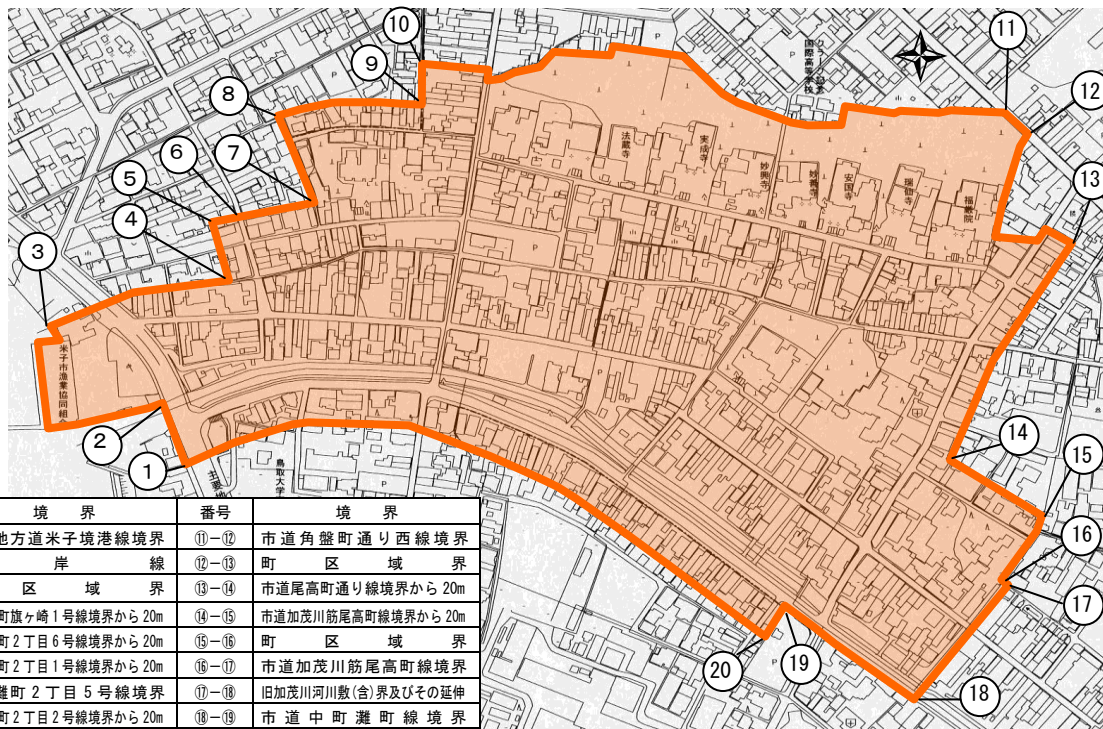 10
11
9
8
12
7
6
13
5
4
3
クラーク記念
国際高等学校
P
法蔵寺
実成寺
妙興寺
妙善寺
安国寺
瑞仙寺
福厳院
P
米子市漁業協同組合
2
1
主要地
鳥取大学
P
14
15
16
17
20
19
18
P
境界 番号 境界
地方道米子境港線境界 ⑪-⑫ 市道角盤町通り西線境界
岸線 ⑫-⑬ 町区域界
区域界 ⑬-⑭ 市道尾高町通り線境界から20m
町旗ヶ崎1号線境界から20m ⑭-⑮ 市道加茂川筋尾高町線境界から20m
町2丁目6号線境界から20m ⑮-⑯ 町区域界
町2丁目1号線境界から20m ⑯-⑰ 市道加茂川筋尾高町線境界
灘町2丁目5号線境界 ⑰-⑱ 旧加茂川河川敷(含)界及びその延伸
町2丁目2号線境界から20m ⑱-⑲ 市道中町灘町線境界